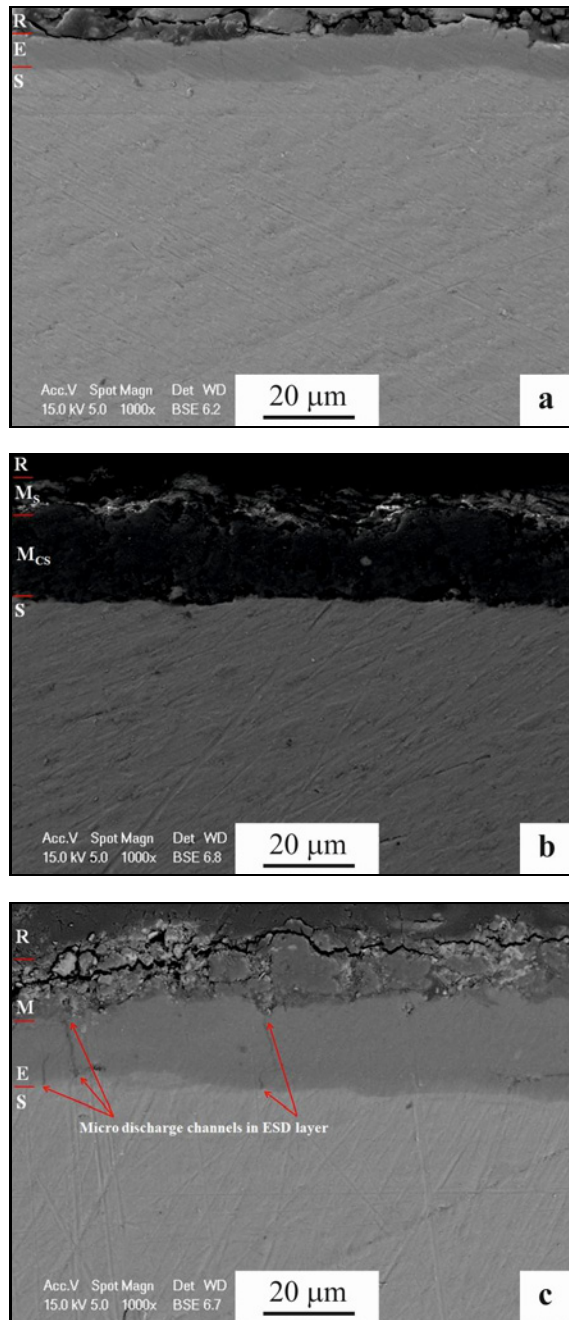 R
E
S
Acc.V Spot Magn Det WD
15.0 kV 5.0 1000x BSE 6.2
20 μm
a
R
MS
MCS
S
Acc.V Spot Magn Det WD
15.0 kV 5.0 1000x BSE 6.8
20 μm
b
R
M
E
S
Micro discharge channels in ESD layer
Acc.V Spot Magn Det WD
15.0 kV 5.0 1000x BSE 6.7
20 μm
c